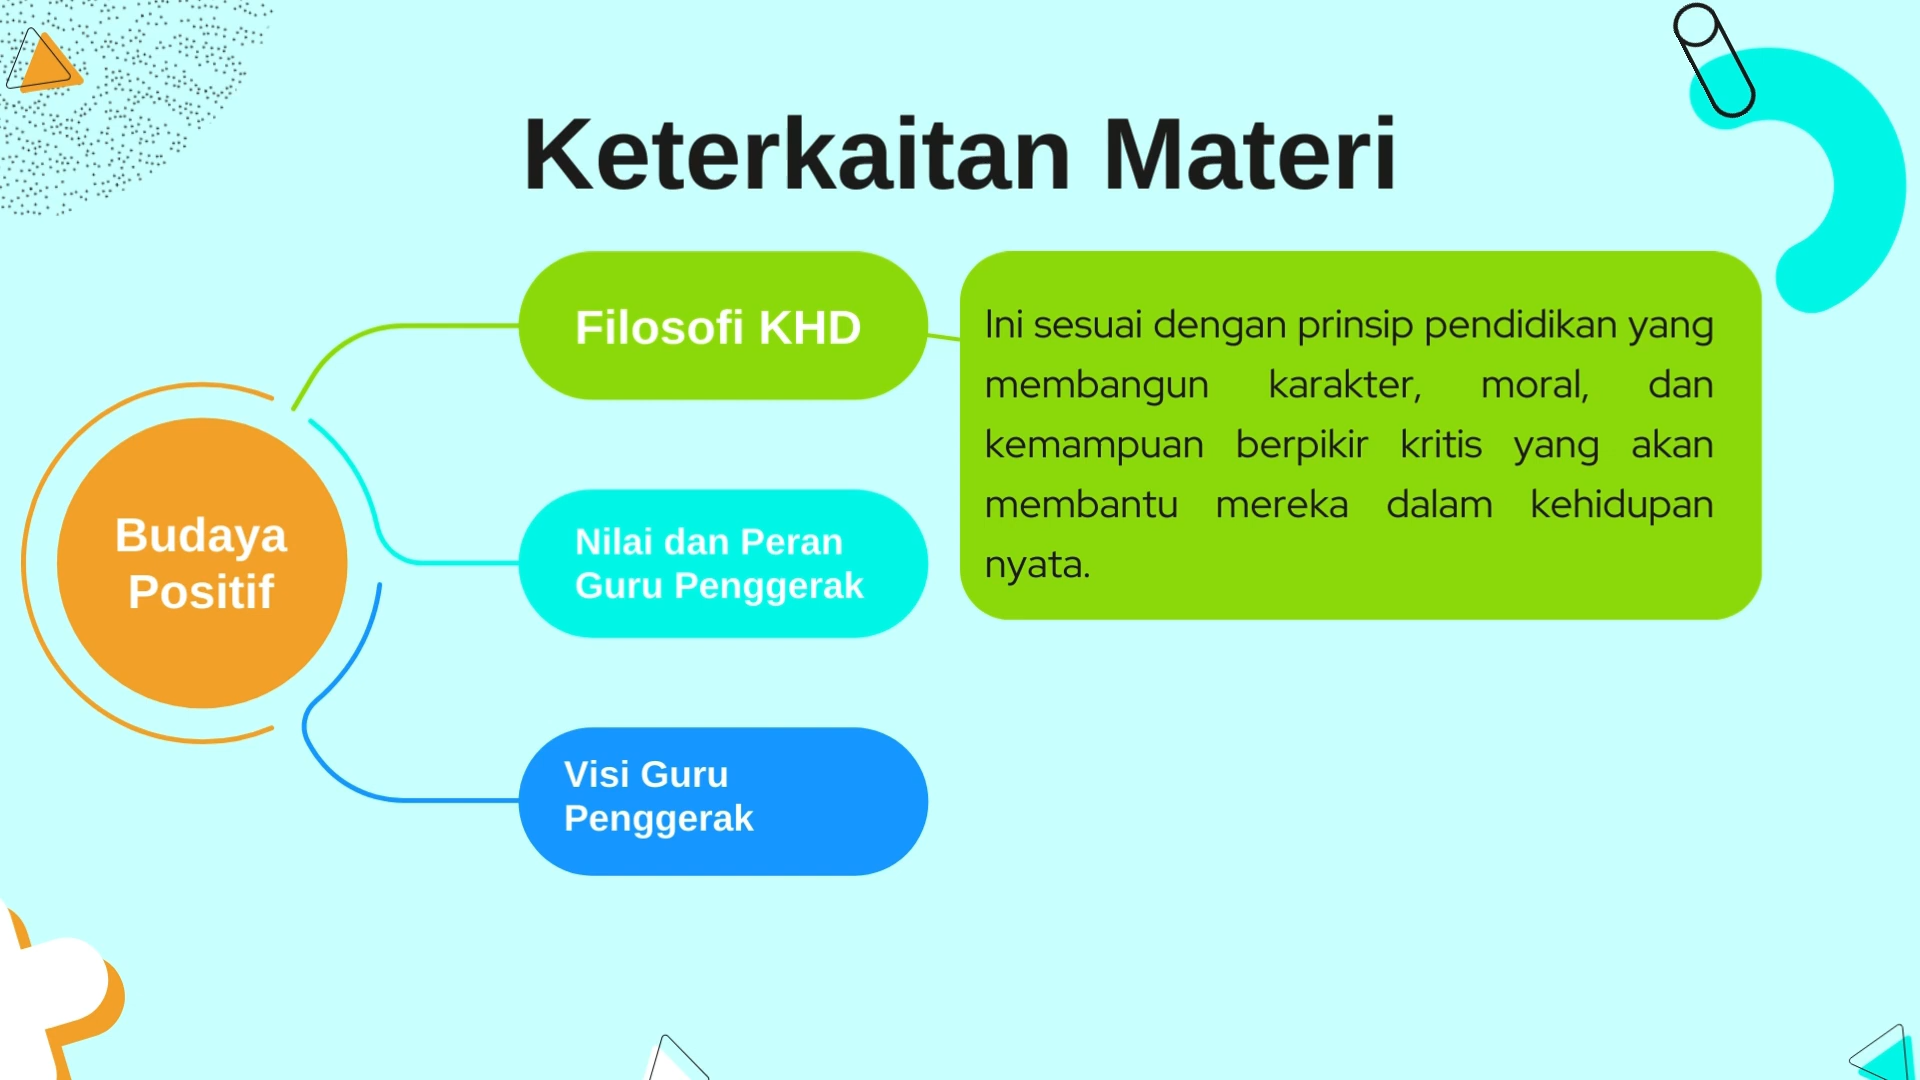 Keterkaitan Materi
Budaya
Positif
Filosofi KHD
Ini sesuai dengan prinsip pendidikan yang
membangun karakter, moral, dan
kemampuan berpikir kritis yang akan
membantu mereka dalam kehidupan
nyata.
Nilai dan Peran
Guru Penggerak
Visi Guru
Penggerak